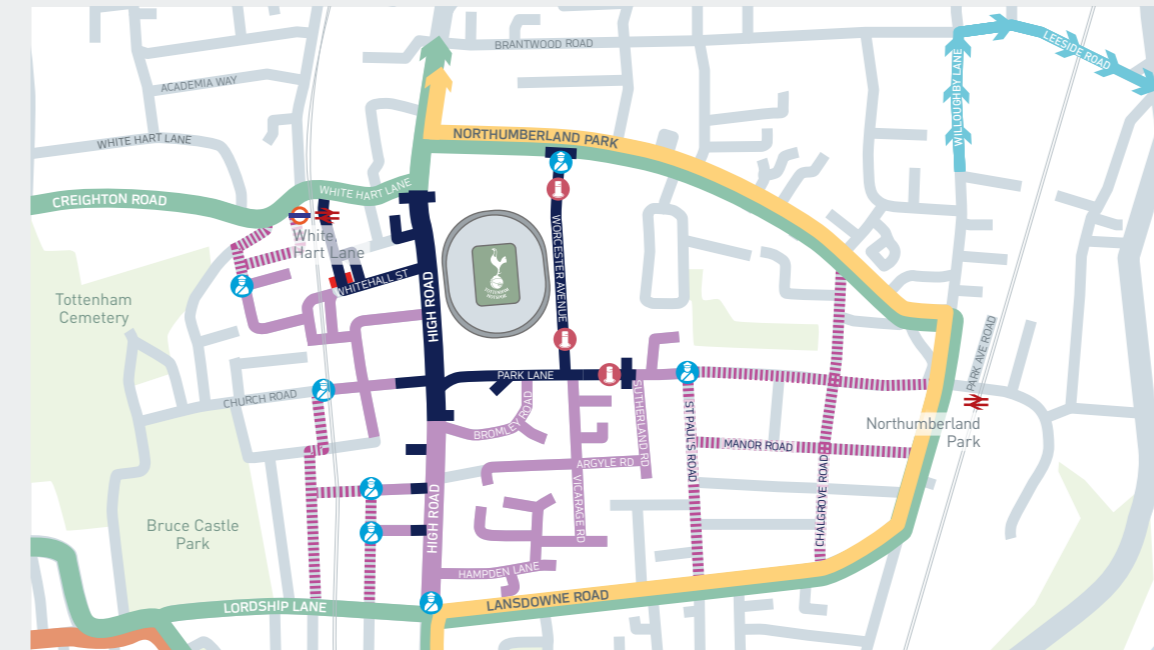 BRANTWOOD ROAD
LEESIDE ROAD
ACADEMIA WAY
WILLOUGHBY LANE
WHITE HART LANE
NORTHUMBERLAND PARK
CREIGHTON ROAD
WHITE HART LANE
White
Hart Lane
WORCESTER AVENUE
WHITEHALL ST
HIGH ROAD
Tottenham
Cemetery
PARK AVE ROAD
PARK LANE
CHURCH ROAD
BROMLEY ROAD
SUTHERLAND RD
ST PAUL'S ROAD
Northumberland
Park
MANOR ROAD
ARGYLE RD
VICARAGE RD
CHALGROVE ROAD
HIGH ROAD
Bruce Castle
Park
HAMPDEN LANE
LORDSHIP LANE
LANSDOWNE ROAD